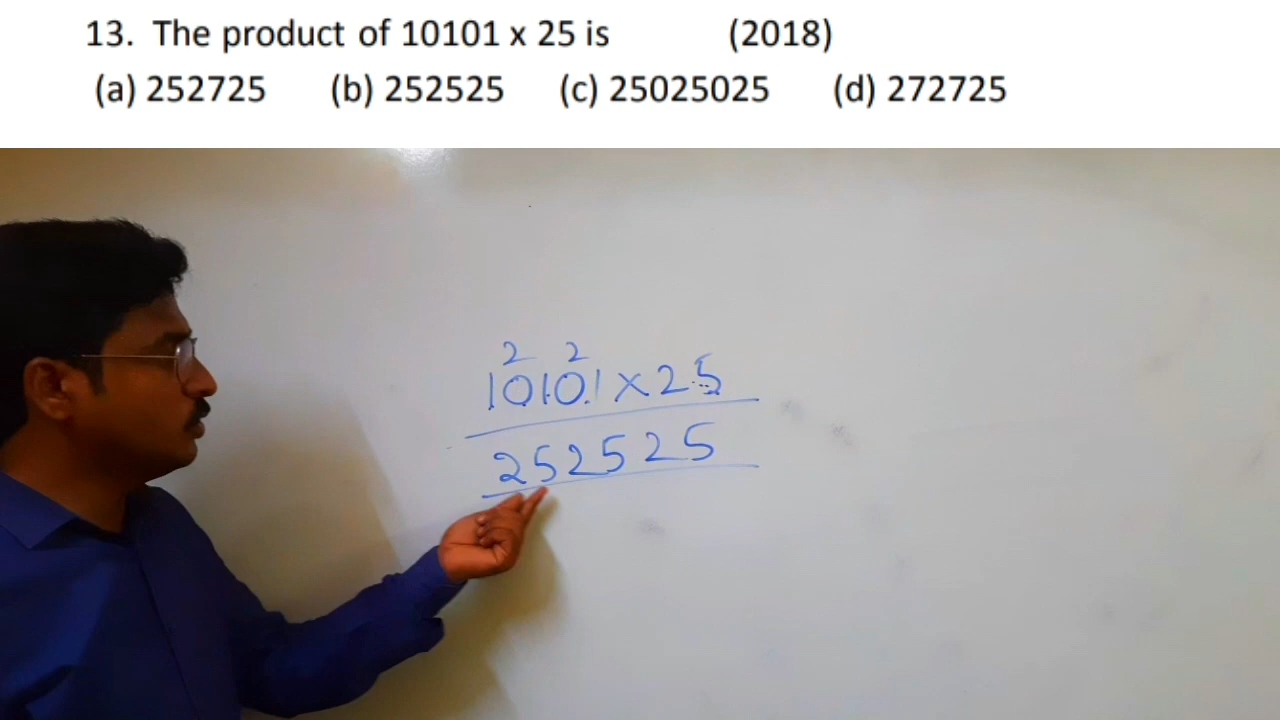 13. The product of 10101 x 25 is (2018)
(a) 252725 (b) 252525 (c) 25025025 (d) 272725
2 2
10101 x 25
252525